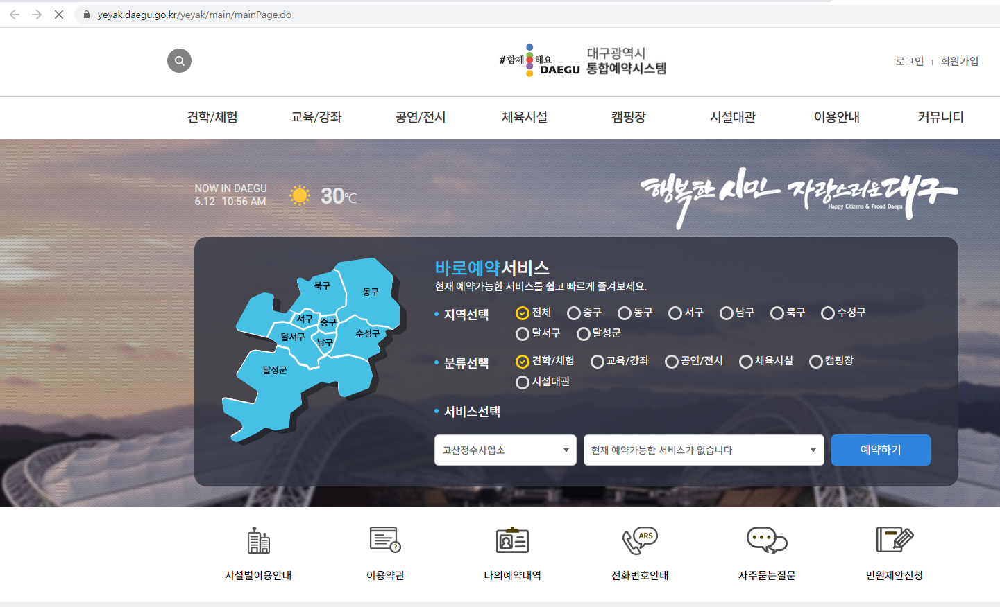 yeyak.daegu.go.kr/yeyak/main/mainPage.do
#함께 해요
DAEGU
대구광역시
통합예약시스템
로그인
회원가입
견학/체험
교육/강좌
공연/전시
체육시설
캠핑장
시설대관
이용안내
커뮤니티
NOW IN DAEGU
6.12 10:56 AM
30℃
행복한 시민 자랑스러운 대구
Happy Citizens & Proud Daegu
북구
동구
서구
중구
달서구
남구
수성구
달성군
바로예약서비스
현재 예약가능한 서비스를 쉽고 빠르게 즐겨보세요.
지역선택
전체 중구 동구 서구 남구 북구 수성구
달서구 달성군
분류선택
견학/체험 교육/강좌 공연/전시 체육시설 캠핑장
시설대관
서비스선택
고산정수사업소
현재 예약가능한 서비스가 없습니다
예약하기
?
ARS
시설별이용안내
이용약관
나의예약내역
전화번호안내
자주묻는질문
민원제안신청